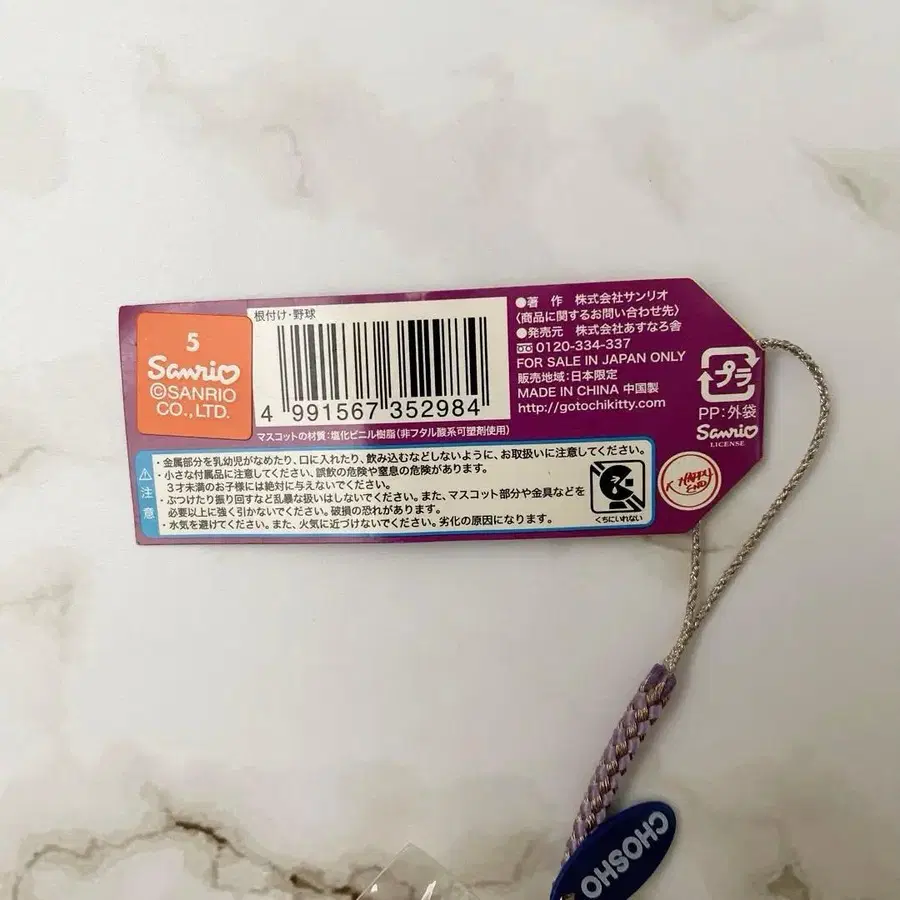 5
Sanrio
©SANRIO
CO.,LTD.
根付け・野球
4 991567 352984
マスコットの材質:塩化ビニル樹脂(非フタル酸系可塑剤使用)
●著 作 株式会社サンリオ
〈商品に関するお問い合わせ先〉
●発売元 株式会社あすなろ舎
0120-334-337
FOR SALE IN JAPAN ONLY
販売地域:日本限定
MADE IN CHINA 中国製
http://gotochikitty.com
プラ
PP:外袋
Sanrio
LICENSE
注意
・金属部分を乳幼児がなめたり、口に入れたり、飲み込むなどしないように、お取扱いに注意してください。
・小さな付属品に注意してください。誤飲の危険や窒息の危険があります。
3才未満のお子様には絶対に与えないでください。
・ぶつけたり振り回すなど乱暴な扱いはしないでください。また、マスコット部分や金具などを
必要以上に強く引かないでください。破損の恐れがあります。
・水気を避けてください。また、火気に近づけないでください。劣化の原因になります。
くちにいれない
HAPPY
END
CHOSHO